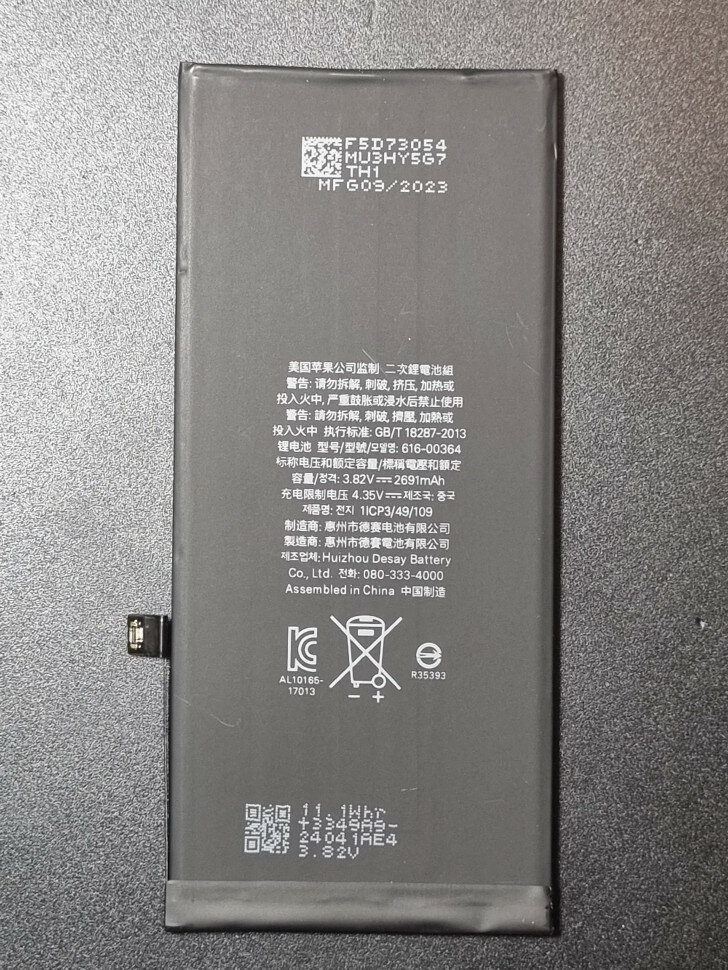 F5D73054
MU3HY5G7
TH1
MFG09/2023
美国苹果公司监制 二次鋰電池組
警告: 请勿拆解, 刺破, 挤压, 加热或
投入火中, 严重鼓胀或浸水后禁止使用
警告: 請勿拆解, 刺破, 擠壓, 加熱或
投入火中 执行标准: GB/T 18287-2013
锂电池 型号/型號/모델명: 616-00364
标称电压和额定容量/標稱電壓和額定
容量/정격: 3.82V⎓ 2691mAh
充电限制电压 4.35V⎓ 제조국: 중국
제품명: 전지 1ICP3/49/109
制造商: 惠州市德赛电池有限公司
製造商: 惠州市德賽電池有限公司
제조업체: Huizhou Desay Battery
Co., Ltd. 전화: 080-333-4000
Assembled in China 中国制造
AL10165-
17013
R35393
11.1Whr
+3349A9-
24041AE4
3.82V